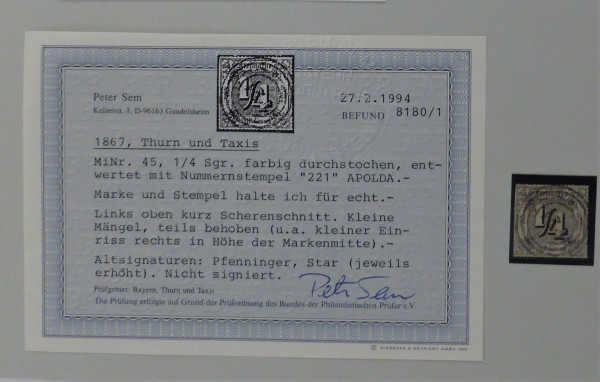 Peter Sem
Kellerstr. 3, D-96163 Gundelsheim
27.2.1994
BEFUND 8180/1
1867, Thurn und Taxis
MiNr. 45, 1/4 Sgr. farbig durchstochen, ent-
wertet mit Nummernstempel "221" APOLDA.-
Marke und Stempel halte ich für echt.-
Links oben kurz Scherenschnitt. Kleine
Mängel, teils behoben (u.a. kleiner Ein-
riss rechts in Höhe der Markenmitte).-
Altsignaturen: Pfenninger, Star (jeweils
erhöht). Nicht signiert.
Peter Sem
Prüfgebiet: Bayern, Thurn und Taxis
Die Prüfung erfolgte auf Grund der Prüfordnung des Bundes der Philatelistischen Prüfer e.V.